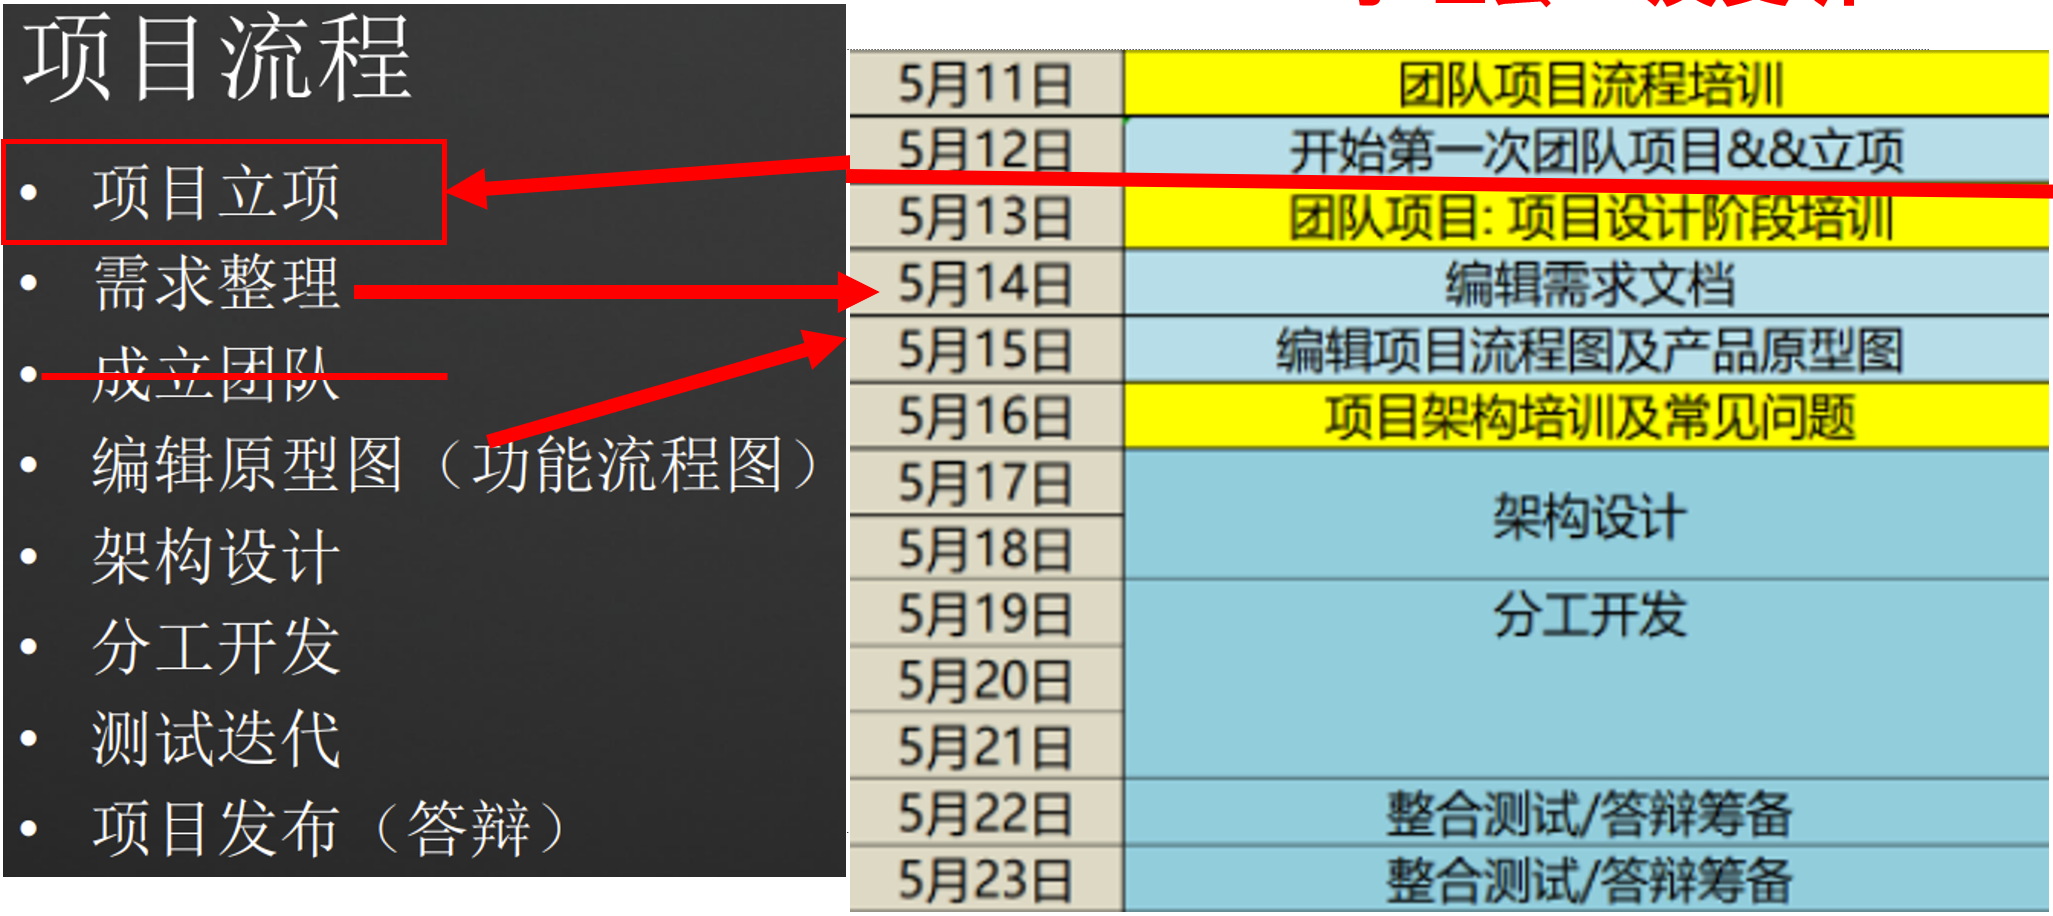 项目流程
• 项目立项
• 需求整理
• 成立团队
• 编辑原型图（功能流程图）
• 架构设计
• 分工开发
• 测试迭代
• 项目发布（答辩）
5月11日 团队项目流程培训
5月12日 开始第一次团队项目&&立项
5月13日 团队项目: 项目设计阶段培训
5月14日 编辑需求文档
5月15日 编辑项目流程图及产品原型图
5月16日 项目架构培训及常见问题
5月17日
架构设计
5月18日
5月19日 分工开发
5月20日
5月21日
5月22日 整合测试/答辩筹备
5月23日 整合测试/答辩筹备